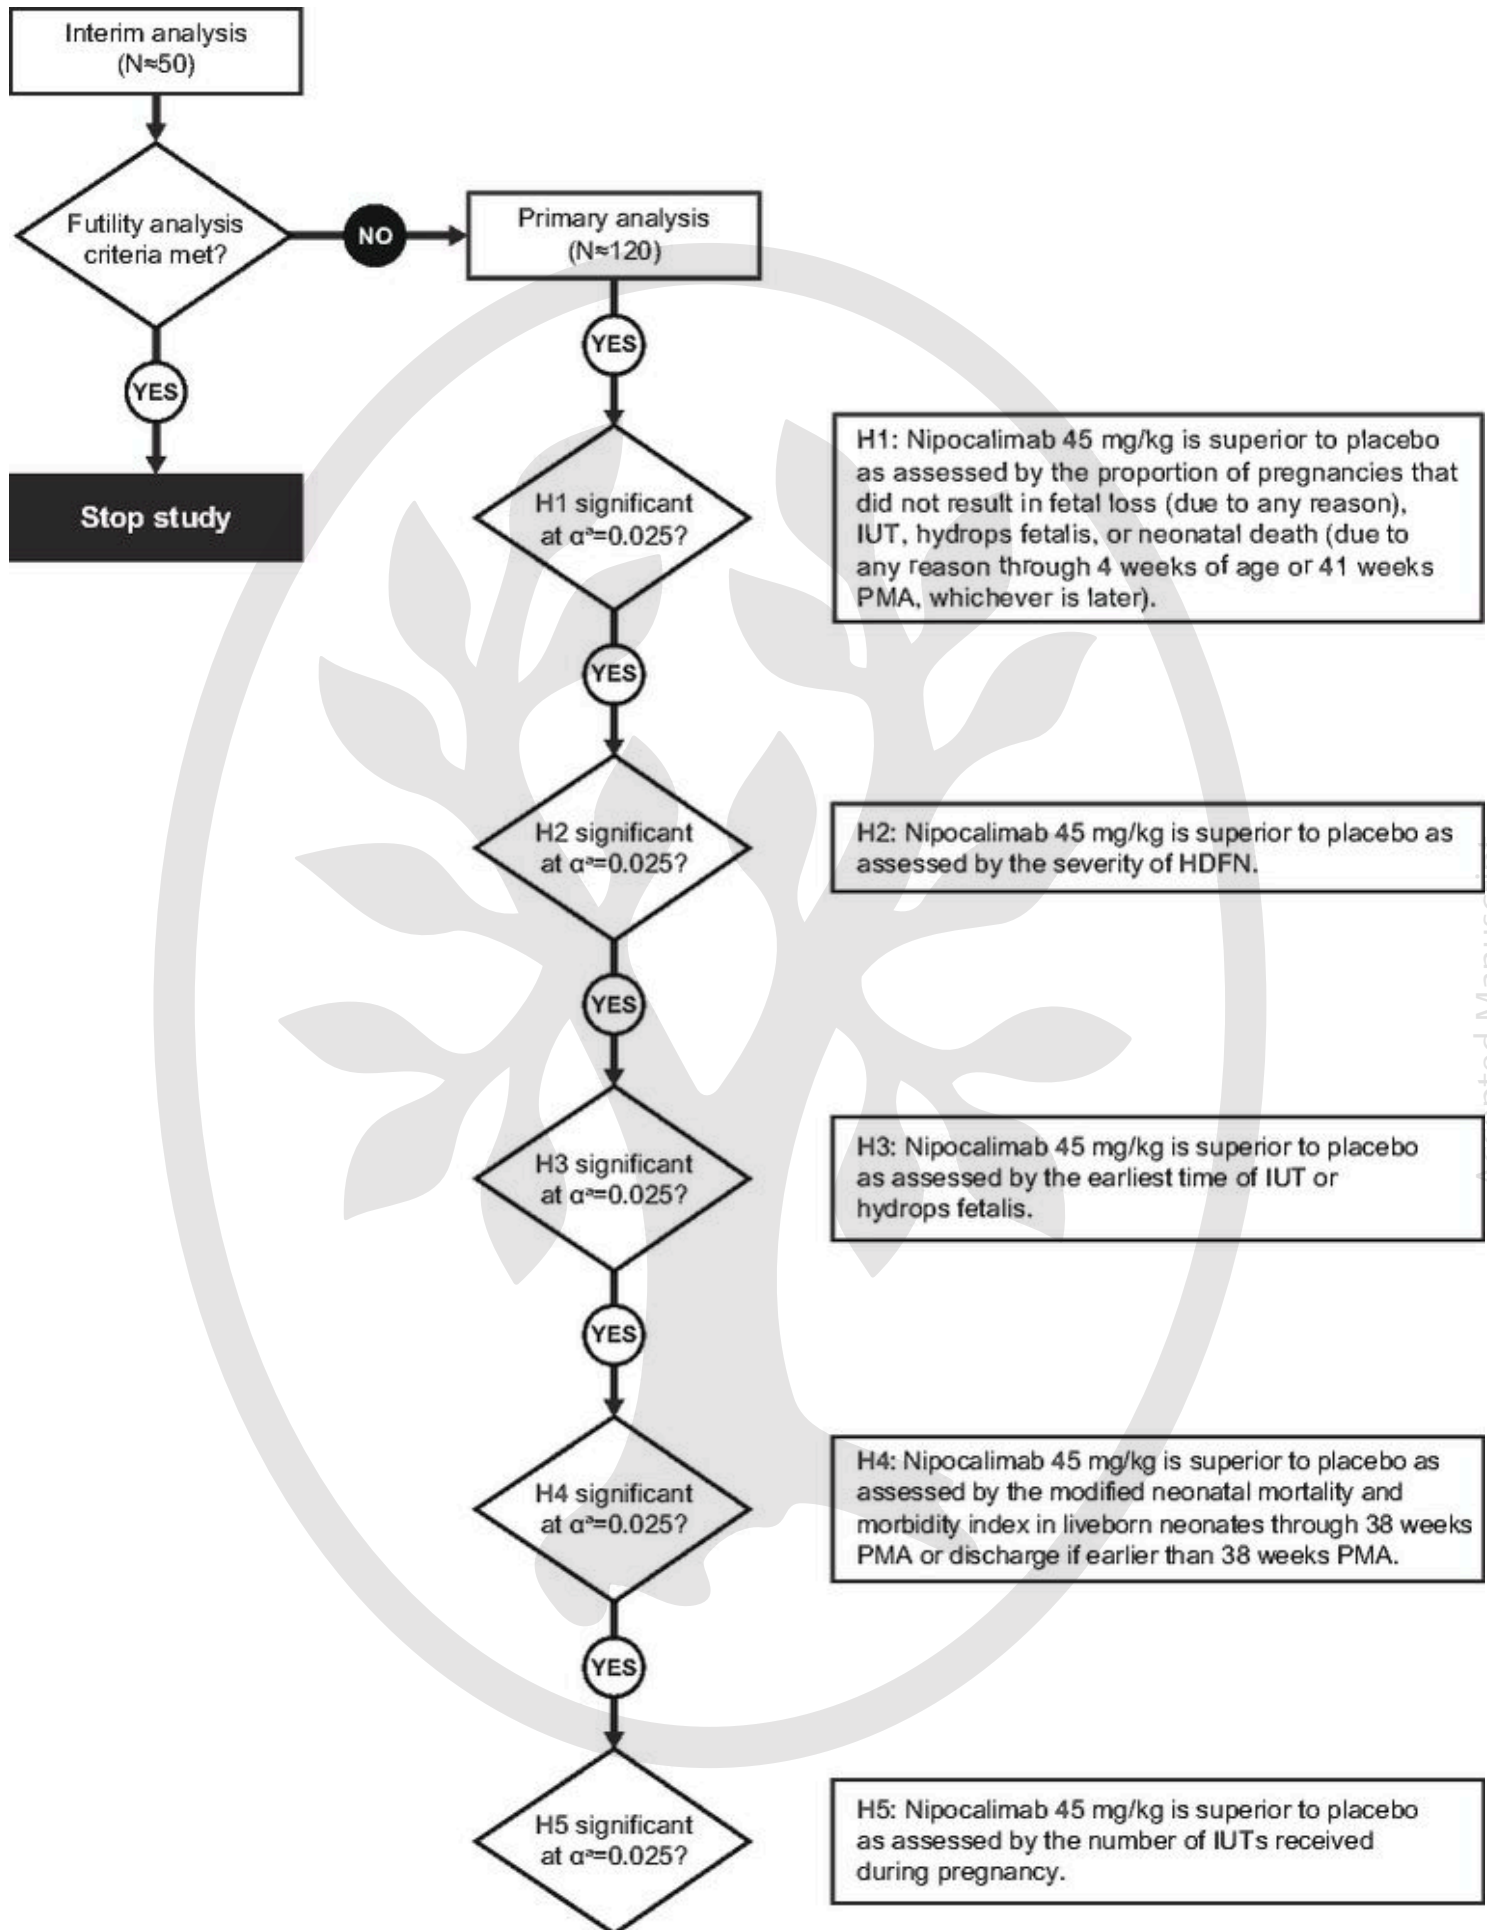 Interim analysis
(N≈50)
Futility analysis
criteria met?
NO
Primary analysis
(N≈120)
YES
YES
Stop study
H1 significant
at αᵃ=0.025?
H1: Nipocalimab 45 mg/kg is superior to placebo
as assessed by the proportion of pregnancies that
did not result in fetal loss (due to any reason),
IUT, hydrops fetalis, or neonatal death (due to
any reason through 4 weeks of age or 41 weeks
PMA, whichever is later).
YES
H2 significant
at αᵃ=0.025?
H2: Nipocalimab 45 mg/kg is superior to placebo as
assessed by the severity of HDFN.
YES
H3 significant
at αᵃ=0.025?
H3: Nipocalimab 45 mg/kg is superior to placebo
as assessed by the earliest time of IUT or
hydrops fetalis.
YES
H4 significant
at αᵃ=0.025?
H4: Nipocalimab 45 mg/kg is superior to placebo as
assessed by the modified neonatal mortality and
morbidity index in liveborn neonates through 38 weeks
PMA or discharge if earlier than 38 weeks PMA.
YES
H5 significant
at αᵃ=0.025?
H5: Nipocalimab 45 mg/kg is superior to placebo
as assessed by the number of IUTs received
during pregnancy.